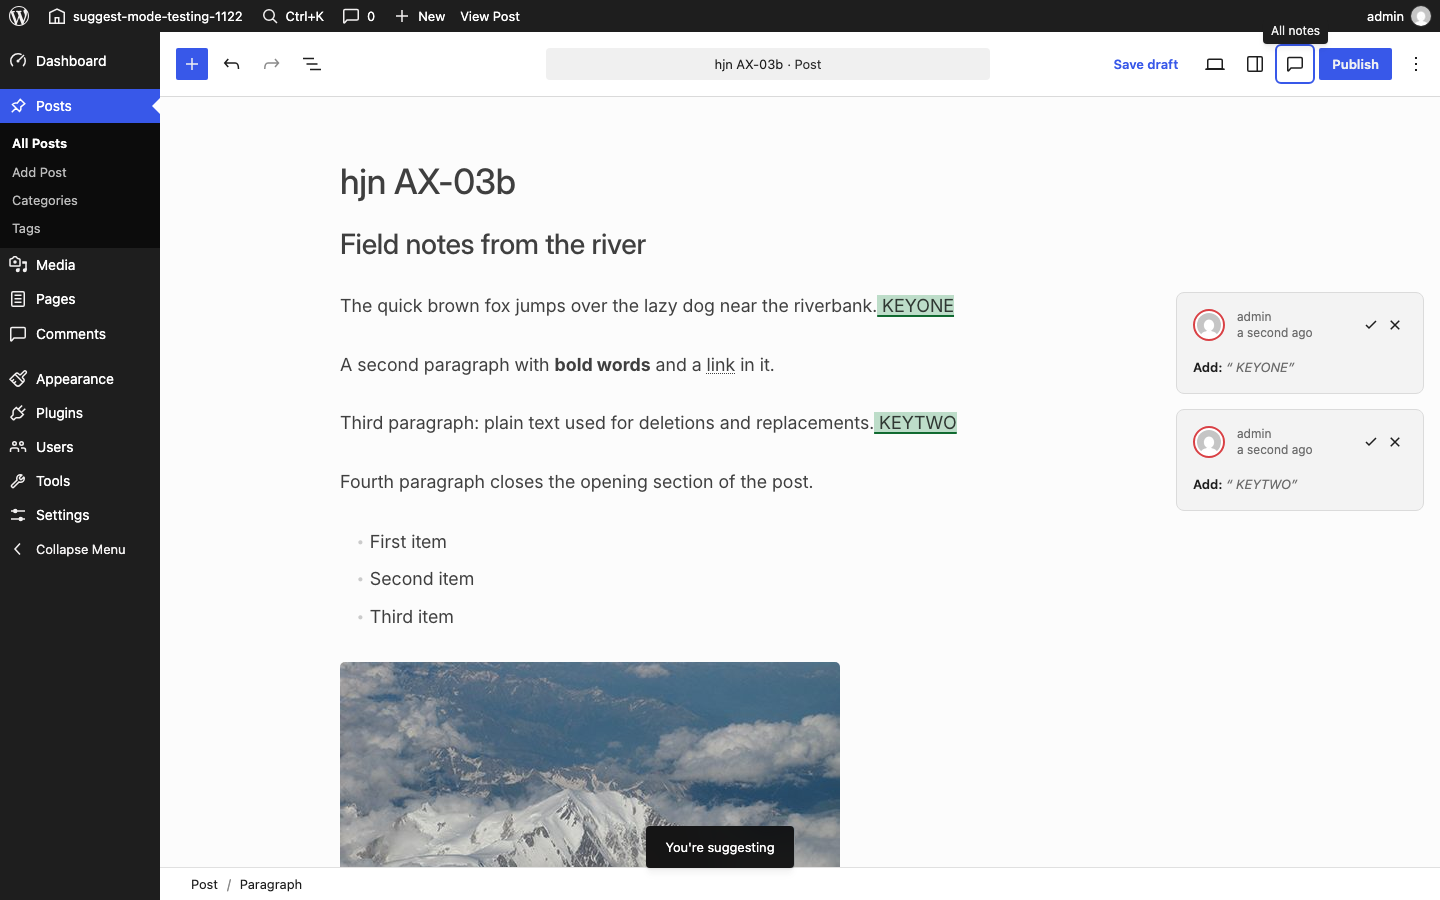 suggest-mode-testing-1122 Ctrl+K 0 New View Post admin
All notes
Dashboard
Posts
All Posts
Add Post
Categories
Tags
Media
Pages
Comments
Appearance
Plugins
Users
Tools
Settings
Collapse Menu
hjn AX-03b · Post
Save draft
Publish
hjn AX-03b
Field notes from the river
The quick brown fox jumps over the lazy dog near the riverbank. KEYONE
A second paragraph with bold words and a link in it.
Third paragraph: plain text used for deletions and replacements. KEYTWO
Fourth paragraph closes the opening section of the post.
• First item
• Second item
• Third item
admin
a second ago
Add: “ KEYONE”
admin
a second ago
Add: “ KEYTWO”
You're suggesting
Post / Paragraph